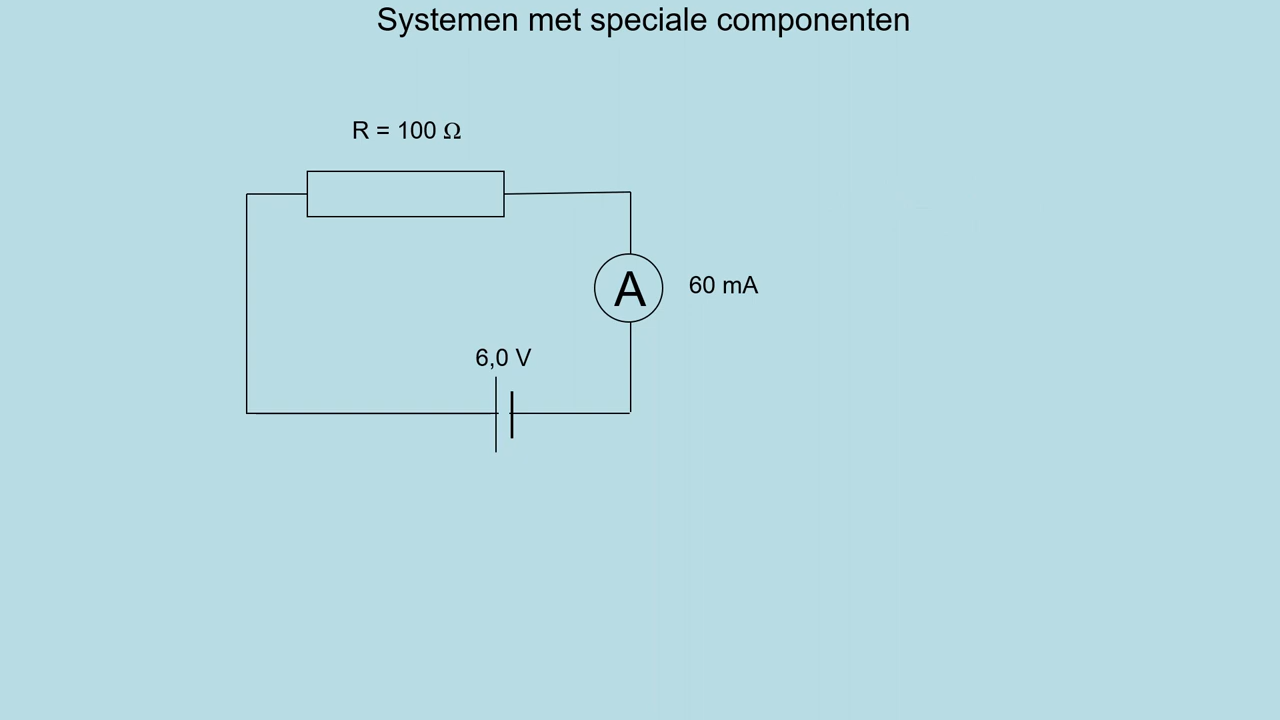 Systemen met speciale componenten
R = 100 Ω
A
60 mA
6,0 V